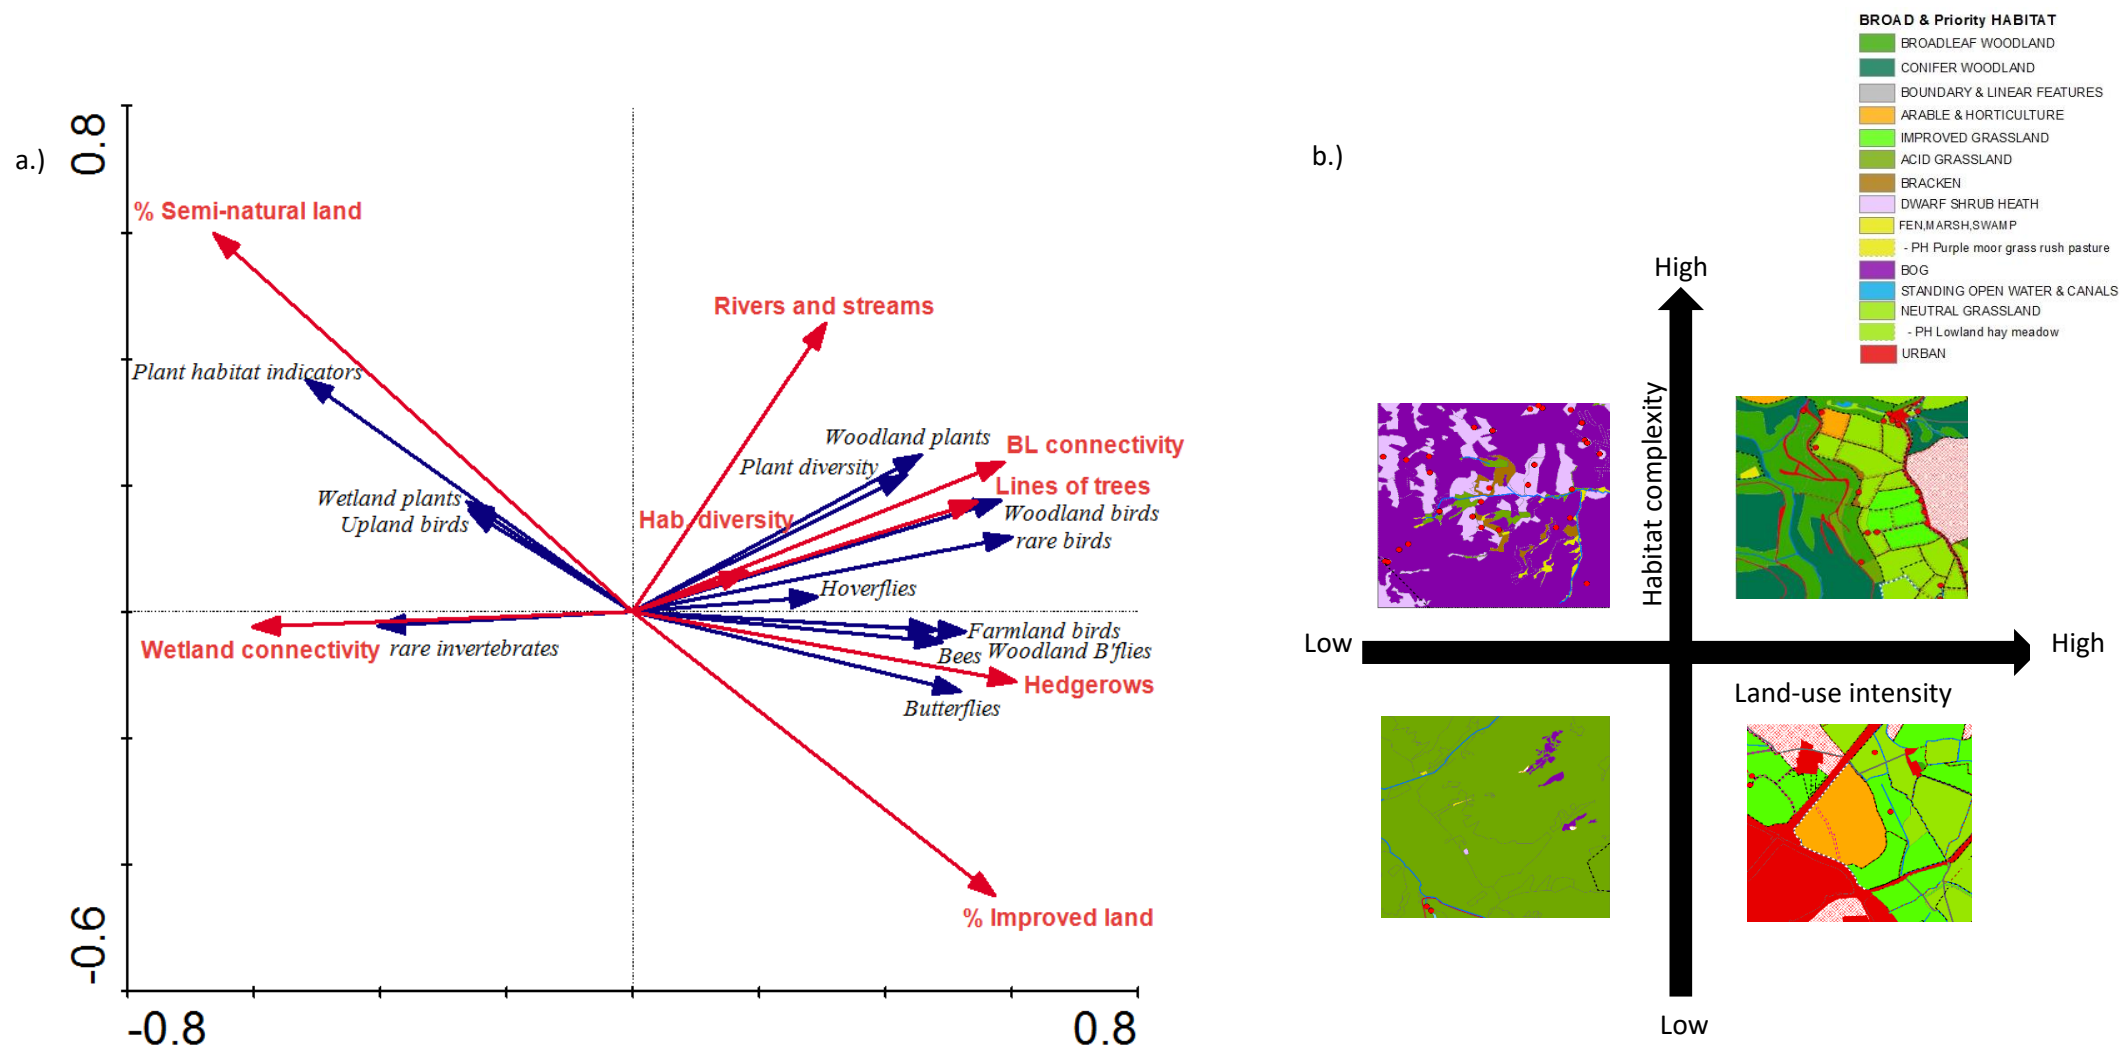 a.)
0.8
% Semi-natural land
Rivers and streams
Plant habitat indicators
Woodland plants
BL connectivity
Plant diversity
Lines of trees
Wetland plants
Woodland birds
Upland birds
Hab. diversity
rare birds
Hoverflies
Farmland birds
Wetland connectivity
rare invertebrates
Bees
Woodland B'flies
Hedgerows
Butterflies
% Improved land
-0.6
-0.8
0.8
b.)
BROAD & Priority HABITAT
BROADLEAF WOODLAND
CONIFER WOODLAND
BOUNDARY & LINEAR FEATURES
ARABLE & HORTICULTURE
IMPROVED GRASSLAND
ACID GRASSLAND
BRACKEN
DWARF SHRUB HEATH
FEN,MARSH,SWAMP
- PH Purple moor grass rush pasture
BOG
STANDING OPEN WATER & CANALS
NEUTRAL GRASSLAND
- PH Lowland hay meadow
URBAN
High
Habitat complexity
Low
High
Land-use intensity
Low